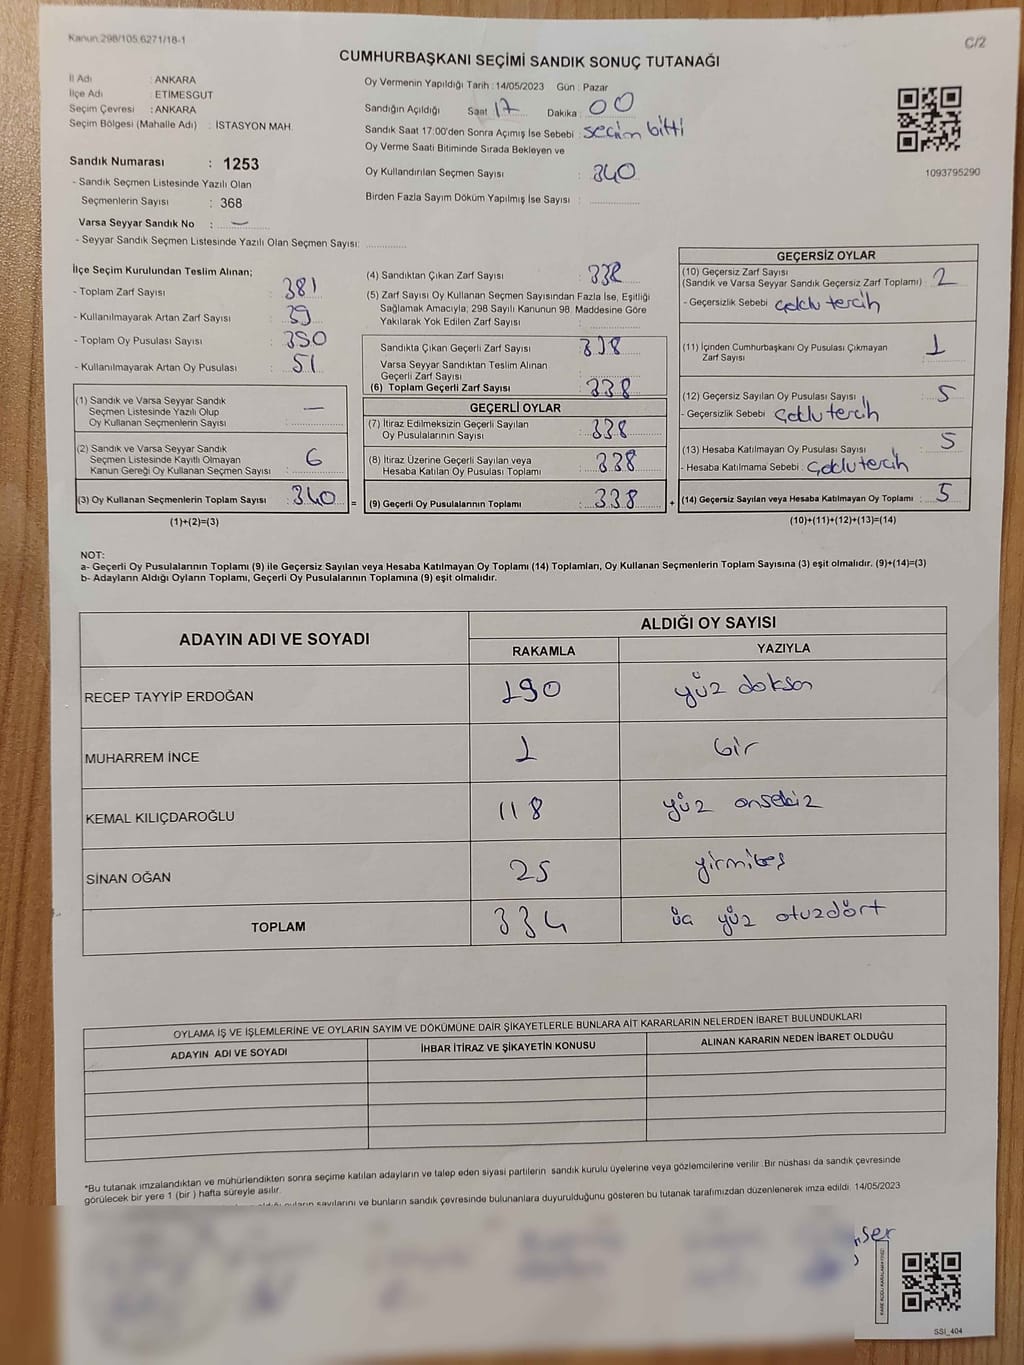 Kanun.298/105.6271/18-1
C/2
CUMHURBAŞKANI SEÇİMİ SANDIK SONUÇ TUTANAĞI
İl Adı : ANKARA
İlçe Adı : ETIMESGUT
Seçim Çevresi : ANKARA
Seçim Bölgesi (Mahalle Adı) : İSTASYON MAH.
Sandık Numarası : 1253
- Sandık Seçmen Listesinde Yazılı Olan
Seçmenlerin Sayısı : 368
Varsa Seyyar Sandık No : —
- Seyyar Sandık Seçmen Listesinde Yazılı Olan Seçmen Sayısı:
Oy Vermenin Yapıldığı Tarih : 14/05/2023 Gün : Pazar
Sandığın Açıldığı Saat 17 Dakika : 00
Sandık Saat 17:00'den Sonra Açımış İse Sebebi : secim bitti
Oy Verme Saati Bitiminde Sırada Bekleyen ve
Oy Kullandırılan Seçmen Sayısı : 340
Birden Fazla Sayım Döküm Yapılmış İse Sayısı :
1093795290
İlçe Seçim Kurulundan Teslim Alınan;
- Toplam Zarf Sayısı : 381
- Kullanılmayarak Artan Zarf Sayısı : 39
- Toplam Oy Pusulası Sayısı : 350
- Kullanılmayarak Artan Oy Pusulası : 51
(1) Sandık ve Varsa Seyyar Sandık
Seçmen Listesinde Yazılı Olup
Oy Kullanan Seçmenlerin Sayısı : —
(2) Sandık ve Varsa Seyyar Sandık
Seçmen Listesinde Kayıtlı Olmayan
Kanun Gereği Oy Kullanan Seçmen Sayısı : 6
(3) Oy Kullanan Seçmenlerin Toplam Sayısı : 340 =
(1)+(2)=(3)
(4) Sandıktan Çıkan Zarf Sayısı : 338
(5) Zarf Sayısı Oy Kullanan Seçmen Sayısından Fazla İse, Eşitliği
Sağlamak Amacıyla, 298 Sayılı Kanunun 98. Maddesine Göre
Yakılarak Yok Edilen Zarf Sayısı :
Sandıkta Çıkan Geçerli Zarf Sayısı : 338
Varsa Seyyar Sandıktan Teslim Alınan
Geçerli Zarf Sayısı :
(6) Toplam Geçerli Zarf Sayısı : 338
GEÇERLİ OYLAR
(7) İtiraz Edilmeksizin Geçerli Sayılan
Oy Pusulalarının Sayısı : 338
(8) İtiraz Üzerine Geçerli Sayılan veya
Hesaba Katılan Oy Pusulası Toplamı : 338
(9) Geçerli Oy Pusulalarının Toplamı : 338 +
GEÇERSİZ OYLAR
(10) Geçersiz Zarf Sayısı
(Sandık ve Varsa Seyyar Sandık Geçersiz Zarf Toplamı) : 2
- Geçersizlik Sebebi : çoklu tercih
(11) İçinden Cumhurbaşkanı Oy Pusulası Çıkmayan
Zarf Sayısı : 1
(12) Geçersiz Sayılan Oy Pusulası Sayısı : 5
- Geçersizlik Sebebi : çoklu tercih
(13) Hesaba Katılmayan Oy Pusulası Sayısı : 5
- Hesaba Katılmama Sebebi : Çoklu tercih
(14) Geçersiz Sayılan veya Hesaba Katılmayan Oy Toplamı : 5
(10)+(11)+(12)+(13)=(14)
NOT:
a- Geçerli Oy Pusulalarının Toplamı (9) ile Geçersiz Sayılan veya Hesaba Katılmayan Oy Toplamı (14) Toplamları, Oy Kullanan Seçmenlerin Toplam Sayısına (3) eşit olmalıdır. (9)+(14)=(3)
b- Adayların Aldığı Oyların Toplamı, Geçerli Oy Pusulalarının Toplamına (9) eşit olmalıdır.
ADAYIN ADI VE SOYADI ALDIĞI OY SAYISI
RAKAMLA YAZIYLA
RECEP TAYYİP ERDOĞAN 190 yüz doksan
MUHARREM İNCE 1 bir
KEMAL KILIÇDAROĞLU 118 yüz onsekiz
SİNAN OĞAN 25 yirmibeş
TOPLAM 334 üç yüz otuzdört
OYLAMA İŞ VE İŞLEMLERİNE VE OYLARIN SAYIM VE DÖKÜMÜNE DAİR ŞİKAYETLERLE BUNLARA AİT KARARLARIN NELERDEN İBARET BULUNDUKLARI
ADAYIN ADI VE SOYADI İHBAR İTİRAZ VE ŞİKAYETİN KONUSU ALINAN KARARIN NEDEN İBARET OLDUĞU
*Bu tutanak imzalandıktan ve mühürlendikten sonra seçime katılan adayların ve talep eden siyasi partilerin sandık kurulu üyelerine veya gözlemcilerine verilir. Bir nüshası da sandık çevresinde
görülecek bir yere 1 (bir ) hafta süreyle asılır.
oyların sayılarını ve bunların sandık çevresinde bulunanlara duyurulduğunu gösteren bu tutanak tarafımızdan düzenlenerek imza edildi. 14/05/2023
SSI_404